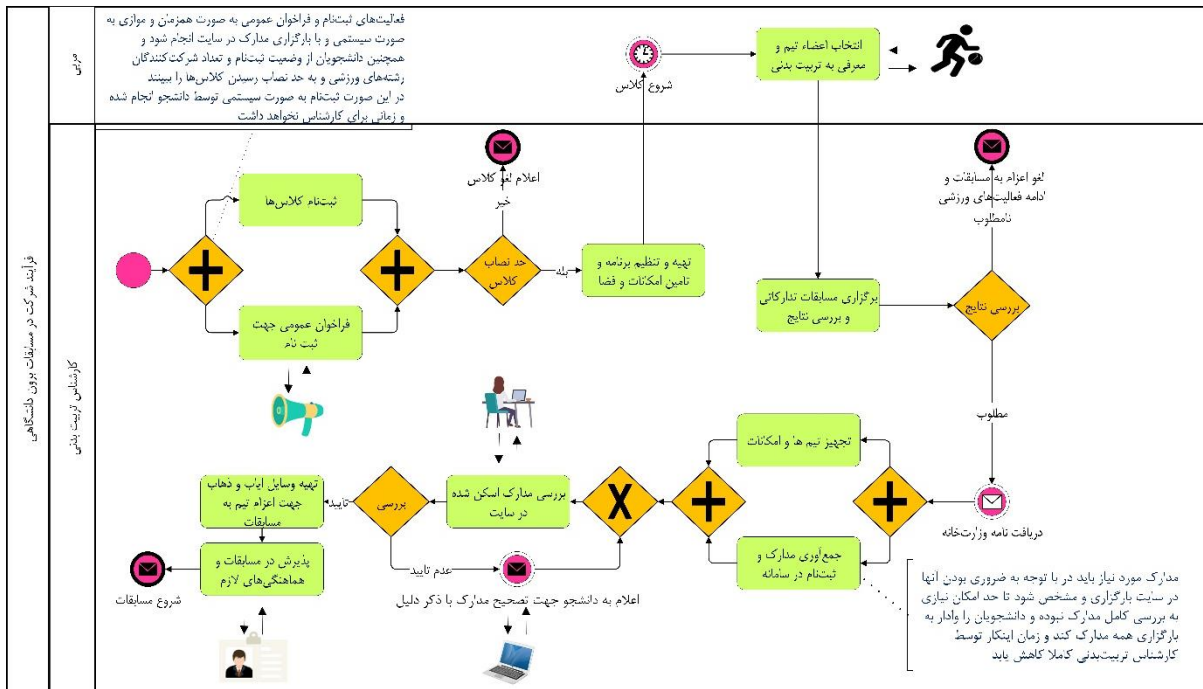 فعالیت‌های ثبت‌نام و فراخوان عمومی به صورت همزمان و موازی به
صورت سیستمی و با بارگزاری مدارک در سایت انجام شود و
همچنین دانشجویان از وضعیت ثبت‌نام و تعداد شرکت‌کنندگان
رشته‌های ورزشی و به حد نصاب رسیدن کلاس‌ها را ببینند
در این صورت ثبت‌نام به صورت سیستمی توسط دانشجو انجام شده
و زمانی برای کارشناس نخواهد داشت
فرآیند شرکت در مسابقات برون دانشگاهی
مربی
شروع کلاس
انتخاب اعضاء تیم و
معرفی به تربیت بدنی
کارشناس تربیت بدنی
ثبت‌نام کلاس‌ها
فراخوان عمومی جهت
ثبت نام
حد نصاب
کلاس
خیر
اعلام لغو کلاس
بله
تهیه و تنظیم برنامه و
تامین امکانات و فضا
برگزاری مسابقات تدارکاتی
و بررسی نتایج
بررسی نتایج
نامطلوب
لغو اعزام به مسابقات و
ادامه فعالیت‌های ورزشی
مطلوب
دریافت نامه وزارت‌خانه
تجهیز تیم ها و امکانات
جمع‌آوری مدارک و
ثبت‌نام در سامانه
مدارک مورد نیاز باید در با توجه به ضروری بودن آنها
در سایت بارگزاری و مشخص شود تا حد امکان نیازی
به بررسی کامل مدارک نبوده و دانشجویان را وادار به
بارگزاری همه مدارک کند و زمان اینکار توسط
کارشناس تربیت‌بدنی کاملا کاهش یابد
X
بررسی مدارک اسکن شده
در سایت
بررسی
عدم تایید
اعلام به دانشجو جهت تصحیح مدارک با ذکر دلیل
تایید
تهیه وسایل ایاب و ذهاب
جهت اعزام تیم به
مسابقات
پذیرش در مسابقات و
هماهنگی‌های لازم
شروع مسابقات